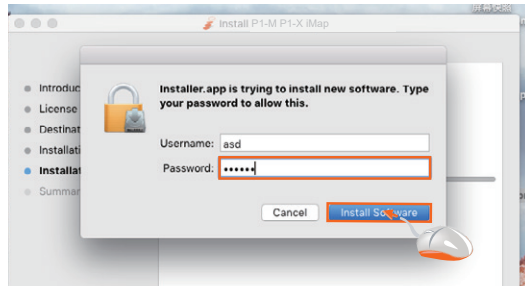 Install P1-M P1-X iMap
Installer.app is trying to install new software. Type
your password to allow this.
Introduc
License
Destinat
Installati
Installat
Summar
Username: asd
Password: ••••••
Cancel
Install Software